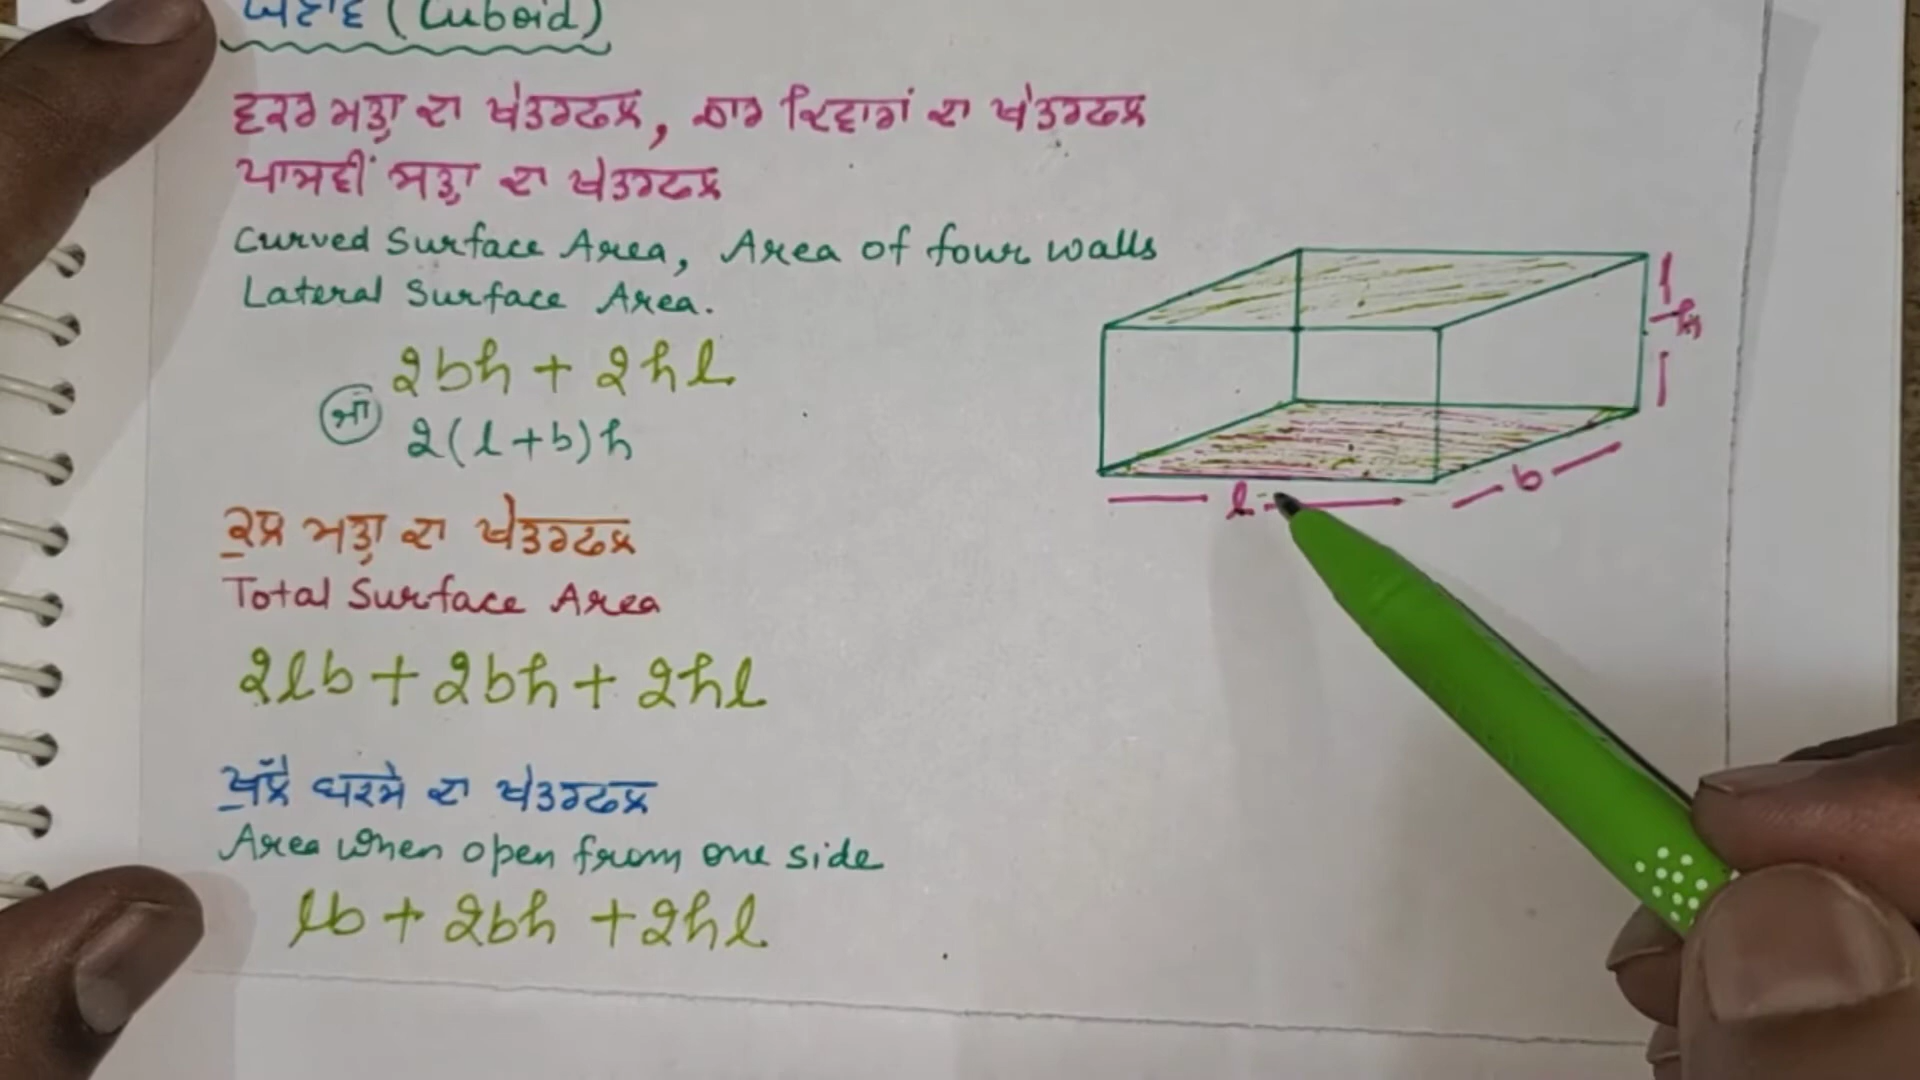 ਘਣਾਵ (Cuboid)
ਵਕਰ ਸਤ੍ਹਾ ਦਾ ਖੇਤਰਫਲ, ਚਾਰ ਦਿਵਾਰਾਂ ਦਾ ਖੇਤਰਫਲ
ਪਾਸਵੀਂ ਸਤ੍ਹਾ ਦਾ ਖੇਤਰਫਲ
Curved Surface Area, Area of four walls
Lateral Surface Area.
2bh + 2hl
ਜਾਂ 2(l+b)h
ਕੁਲ ਸਤ੍ਹਾ ਦਾ ਖੇਤਰਫਲ
Total Surface Area
2lb + 2bh + 2hl
ਖੁੱਲੇ ਬਕਸੇ ਦਾ ਖੇਤਰਫਲ
Area when open from one side
lb + 2bh + 2hl
h
b
l